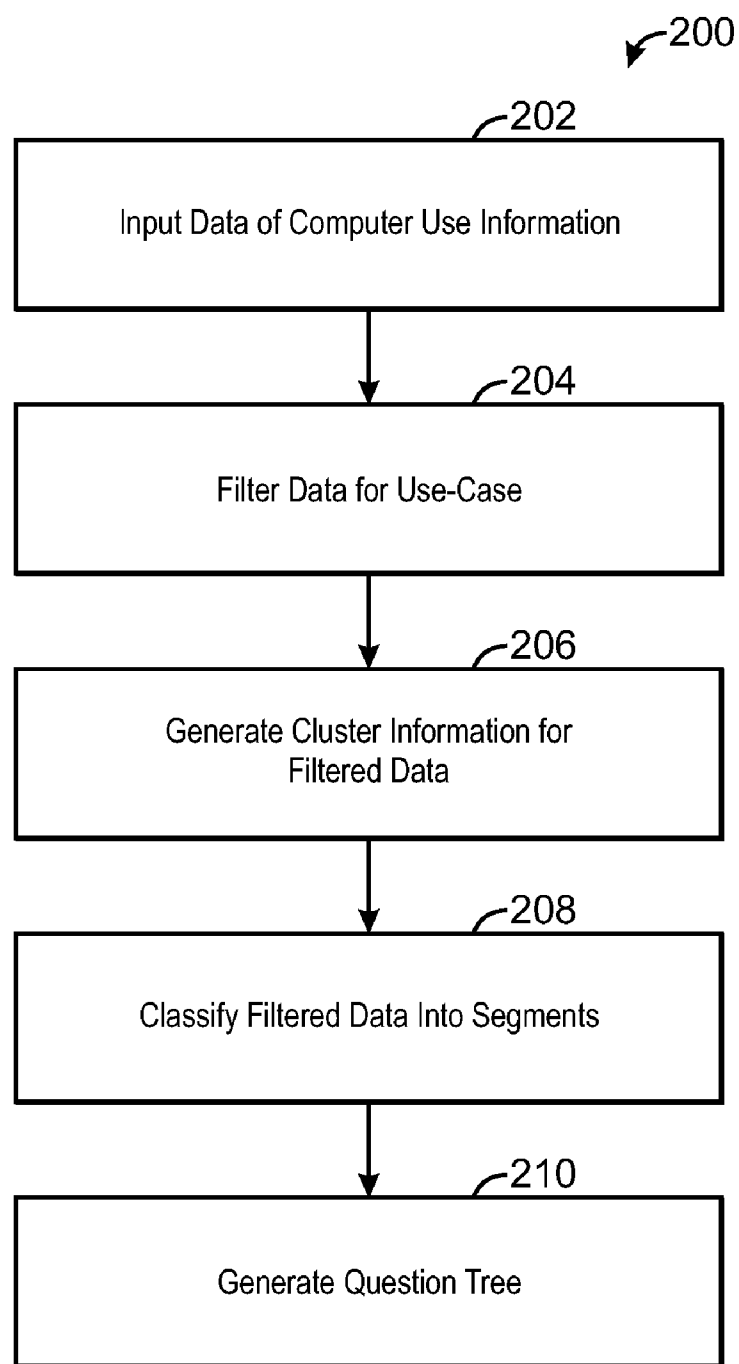 200
202
Input Data of Computer Use Information
204
Filter Data for Use-Case
206
Generate Cluster Information for
Filtered Data
208
Classify Filtered Data Into Segments
210
Generate Question Tree